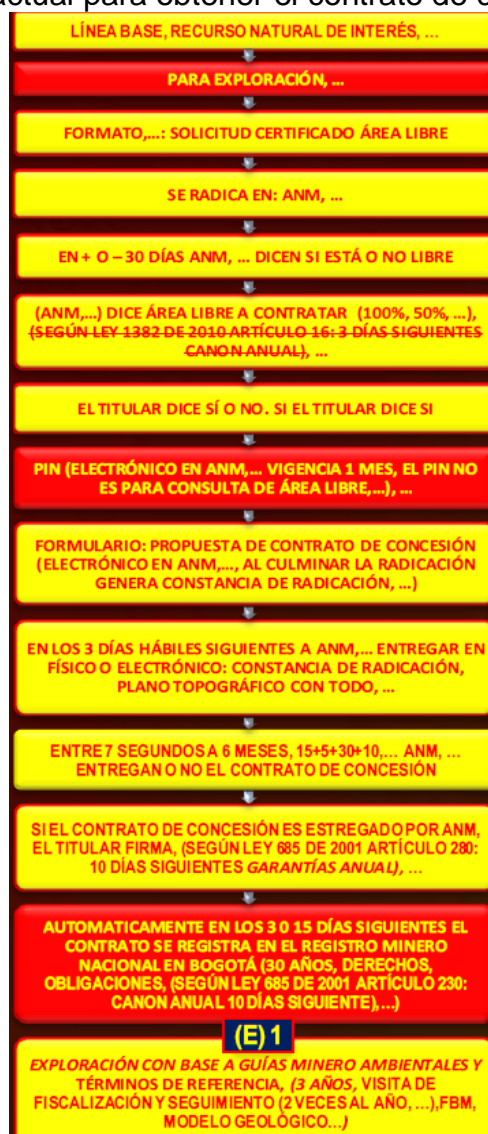 actual para obtener el contrato de c
LÍNEA BASE, RECURSO NATURAL DE INTERÉS, ...
PARA EXPLORACIÓN, ...
FORMATO,...: SOLICITUD CERTIFICADO ÁREA LIBRE
SE RADICA EN: ANM, ...
EN + O – 30 DÍAS ANM, ... DICEN SI ESTÁ O NO LIBRE
(ANM,...) DICE ÁREA LIBRE A CONTRATAR (100%, 50%, ...),
(SEGÚN LEY 1382 DE 2010 ARTÍCULO 16: 3 DÍAS SIGUIENTES
CANON ANUAL), ...
EL TITULAR DICE SÍ O NO. SI EL TITULAR DICE SI
PIN (ELECTRÓNICO EN ANM,... VIGENCIA 1 MES, EL PIN NO
ES PARA CONSULTA DE ÁREA LIBRE,...), ...
FORMULARIO: PROPUESTA DE CONTRATO DE CONCESIÓN
(ELECTRÓNICO EN ANM,..., AL CULMINAR LA RADICACIÓN
GENERA CONSTANCIA DE RADICACIÓN, ...)
EN LOS 3 DÍAS HÁBILES SIGUIENTES A ANM,... ENTREGAR EN
FÍSICO O ELECTRÓNICO: CONSTANCIA DE RADICACIÓN,
PLANO TOPOGRÁFICO CON TODO, ...
ENTRE 7 SEGUNDOS A 6 MESES, 15+5+30+10,... ANM, ...
ENTREGAN O NO EL CONTRATO DE CONCESIÓN
SI EL CONTRATO DE CONCESIÓN ES ESTREGADO POR ANM,
EL TITULAR FIRMA, (SEGÚN LEY 685 DE 2001 ARTÍCULO 280:
10 DÍAS SIGUIENTES GARANTÍAS ANUAL), ...
AUTOMATICAMENTE EN LOS 3 0 15 DÍAS SIGUIENTES EL
CONTRATO SE REGISTRA EN EL REGISTRO MINERO
NACIONAL EN BOGOTÁ (30 AÑOS, DERECHOS,
OBLIGACIONES, (SEGÚN LEY 685 DE 2001 ARTÍCULO 230:
CANON ANUAL 10 DÍAS SIGUIENTE),...)
(E) 1
EXPLORACIÓN CON BASE A GUÍAS MINERO AMBIENTALES Y
TÉRMINOS DE REFERENCIA, (3 AÑOS, VISITA DE
FISCALIZACIÓN Y SEGUIMIENTO (2 VECES AL AÑO, ...),FBM,
MODELO GEOLÓGICO...)